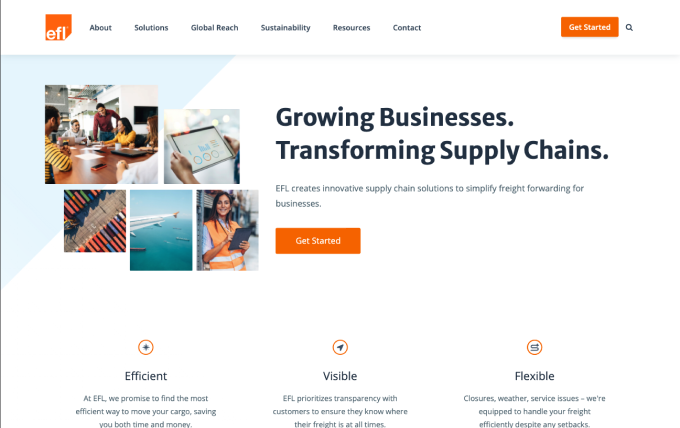 efl
About
Solutions
Global Reach
Sustainability
Resources
Contact
Get Started
Growing Businesses.
Transforming Supply Chains.
EFL creates innovative supply chain solutions to simplify freight forwarding for
businesses.
Get Started
Efficient
At EFL, we promise to find the most
efficient way to move your cargo, saving
you both time and money.
Visible
EFL prioritizes transparency with
customers to ensure they know where
their freight is at all times.
Flexible
Closures, weather, service issues – we're
equipped to handle your freight
efficiently despite any setbacks.